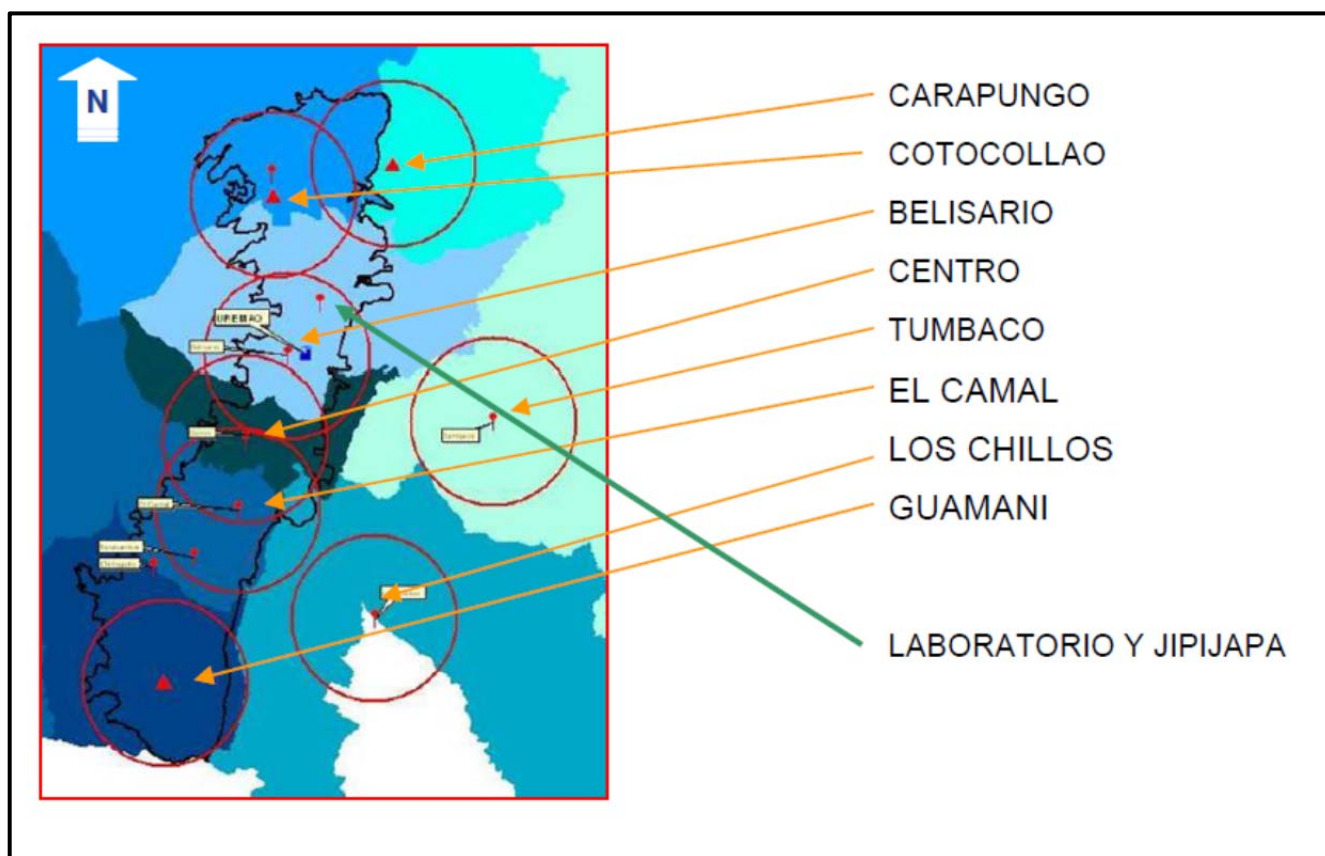 N
CARAPUNGO
COTOCOLLAO
BELISARIO
CENTRO
TUMBACO
EL CAMAL
LOS CHILLOS
GUAMANI
LABORATORIO Y JIPIJAPA